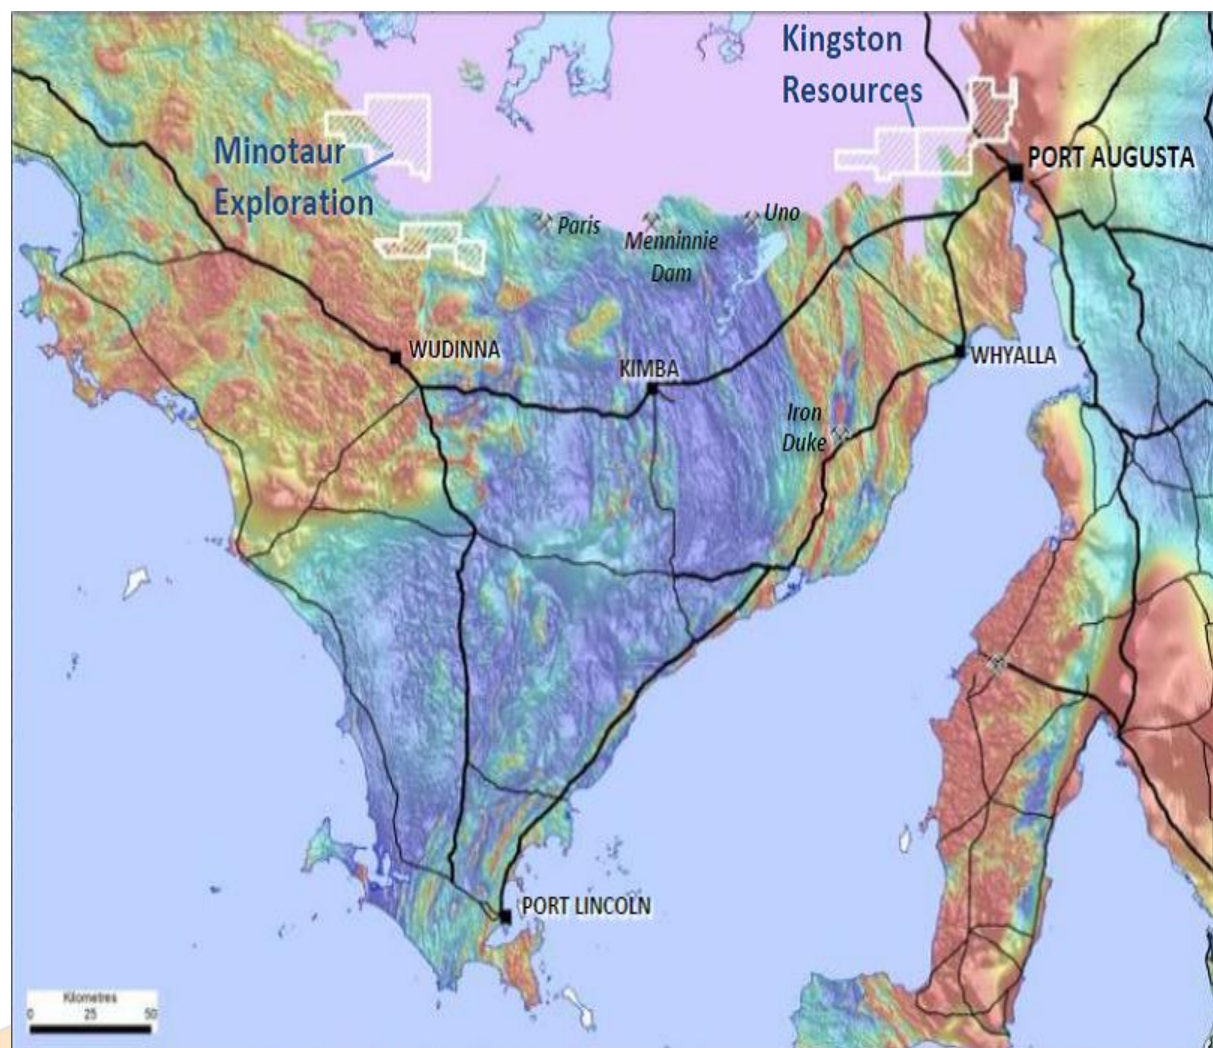 Kingston
Resources
Minotaur
Exploration
PORT AUGUSTA
Paris
Menninnie
Dam
Uno
WUDINNA
KIMBA
WHYALLA
Iron
Duke
PORT LINCOLN
Kilometres
0 25 50